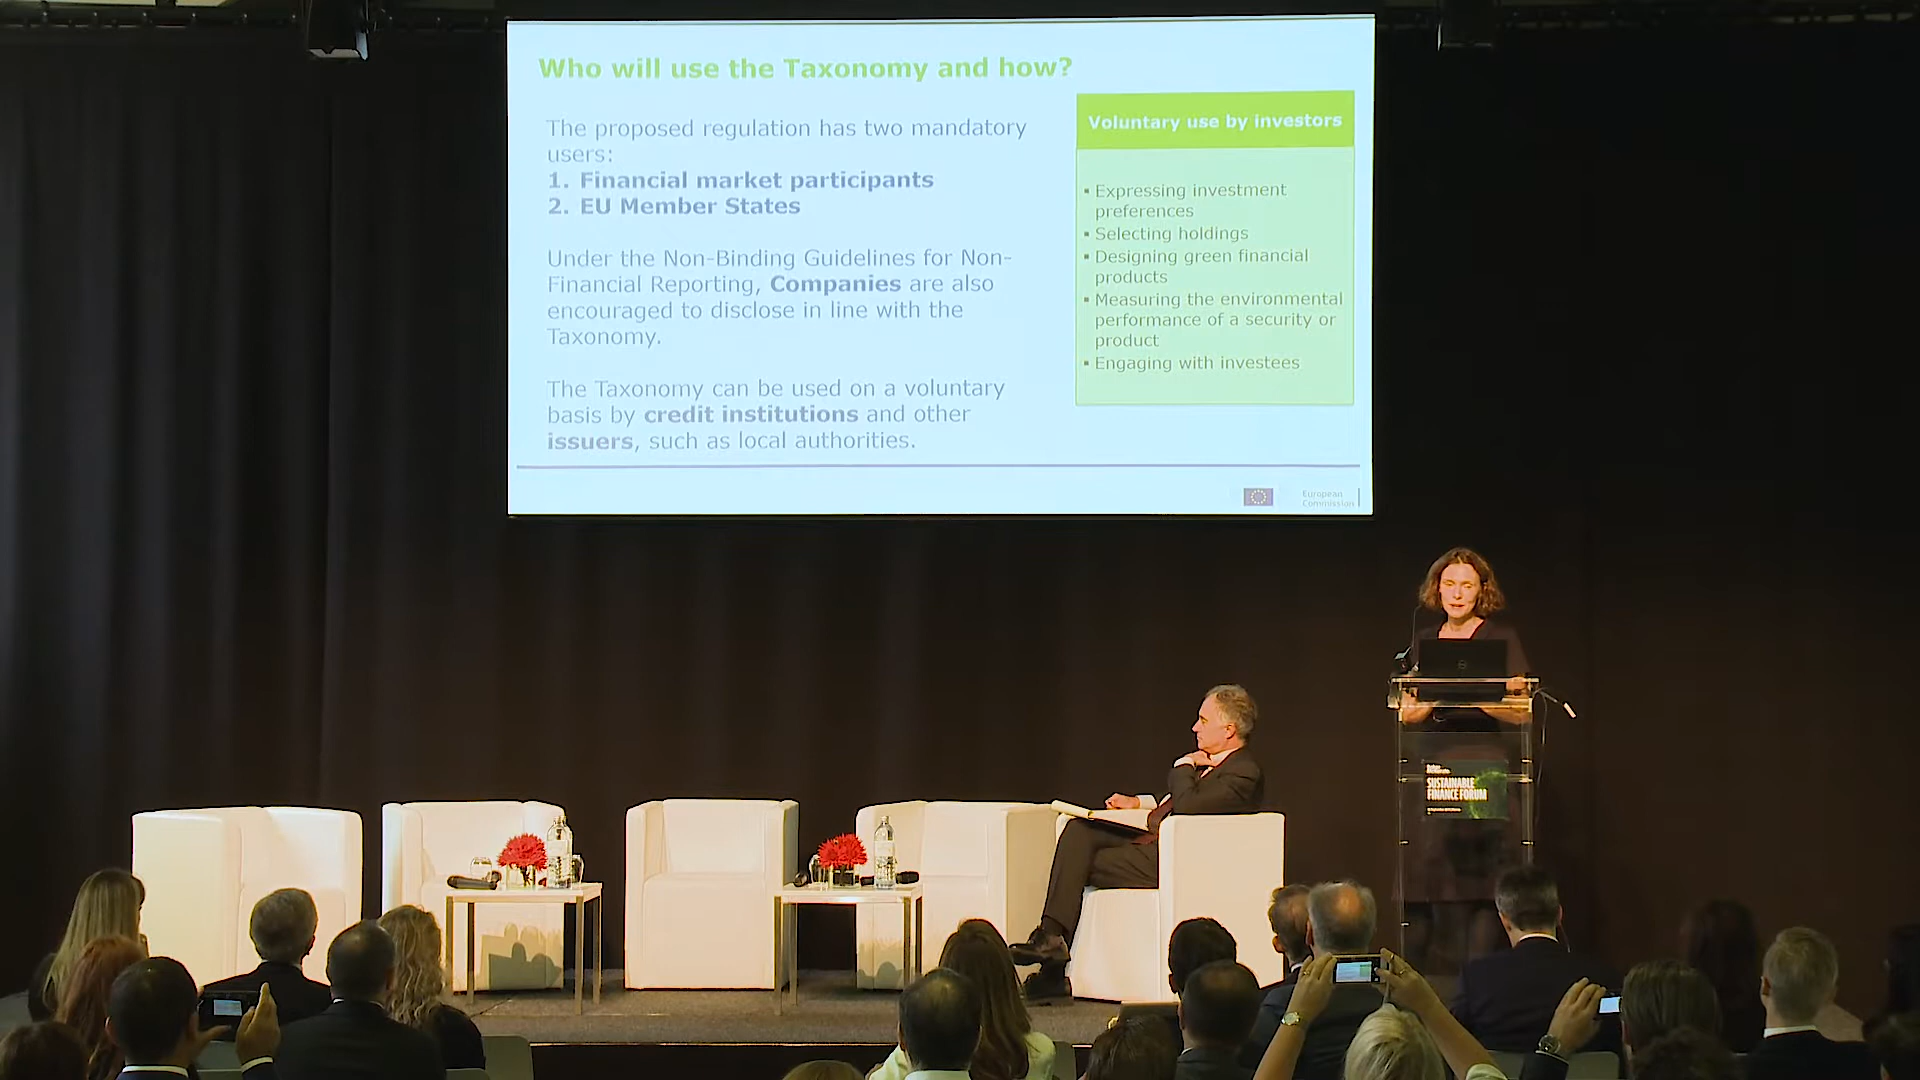 Who will use the Taxonomy and how?
The proposed regulation has two mandatory
users:
1. Financial market participants
2. EU Member States
Under the Non-Binding Guidelines for Non-
Financial Reporting, Companies are also
encouraged to disclose in line with the
Taxonomy.
The Taxonomy can be used on a voluntary
basis by credit institutions and other
issuers, such as local authorities.
Voluntary use by investors
▪ Expressing investment
preferences
▪ Selecting holdings
▪ Designing green financial
products
▪ Measuring the environmental
performance of a security or
product
▪ Engaging with investees
European
Commission
SUSTAINABLE
FINANCE FORUM